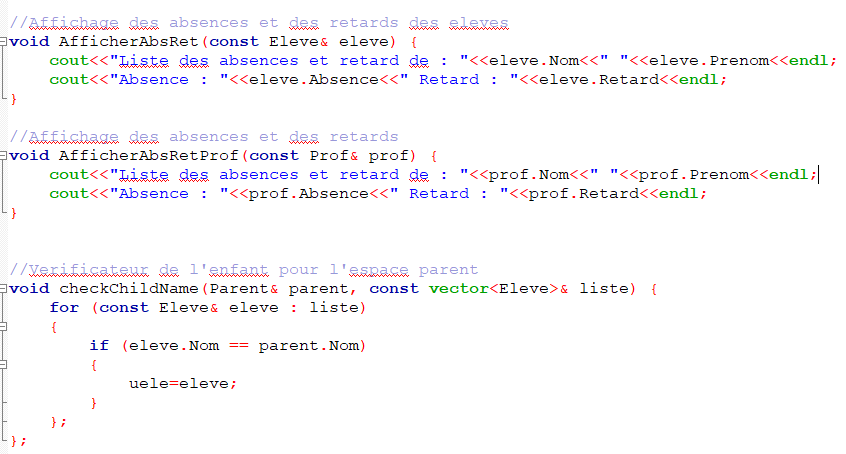 //Affichage des absences et des retards des eleves
void AfficherAbsRet(const Eleve& eleve) {
cout<<"Liste des absences et retard de : "<<eleve.Nom<<" "<<eleve.Prenom<<endl;
cout<<"Absence : "<<eleve.Absence<<" Retard : "<<eleve.Retard<<endl;
}
//Affichage des absences et des retards
void AfficherAbsRetProf(const Prof& prof) {
cout<<"Liste des absences et retard de : "<<prof.Nom<<" "<<prof.Prenom<<endl;
cout<<"Absence : "<<prof.Absence<<" Retard : "<<prof.Retard<<endl;
}
//Verificateur de l'enfant pour l'espace parent
void checkChildName(Parent& parent, const vector<Eleve>& liste) {
for (const Eleve& eleve : liste)
{
if (eleve.Nom == parent.Nom)
{
uele=eleve;
}
};
};